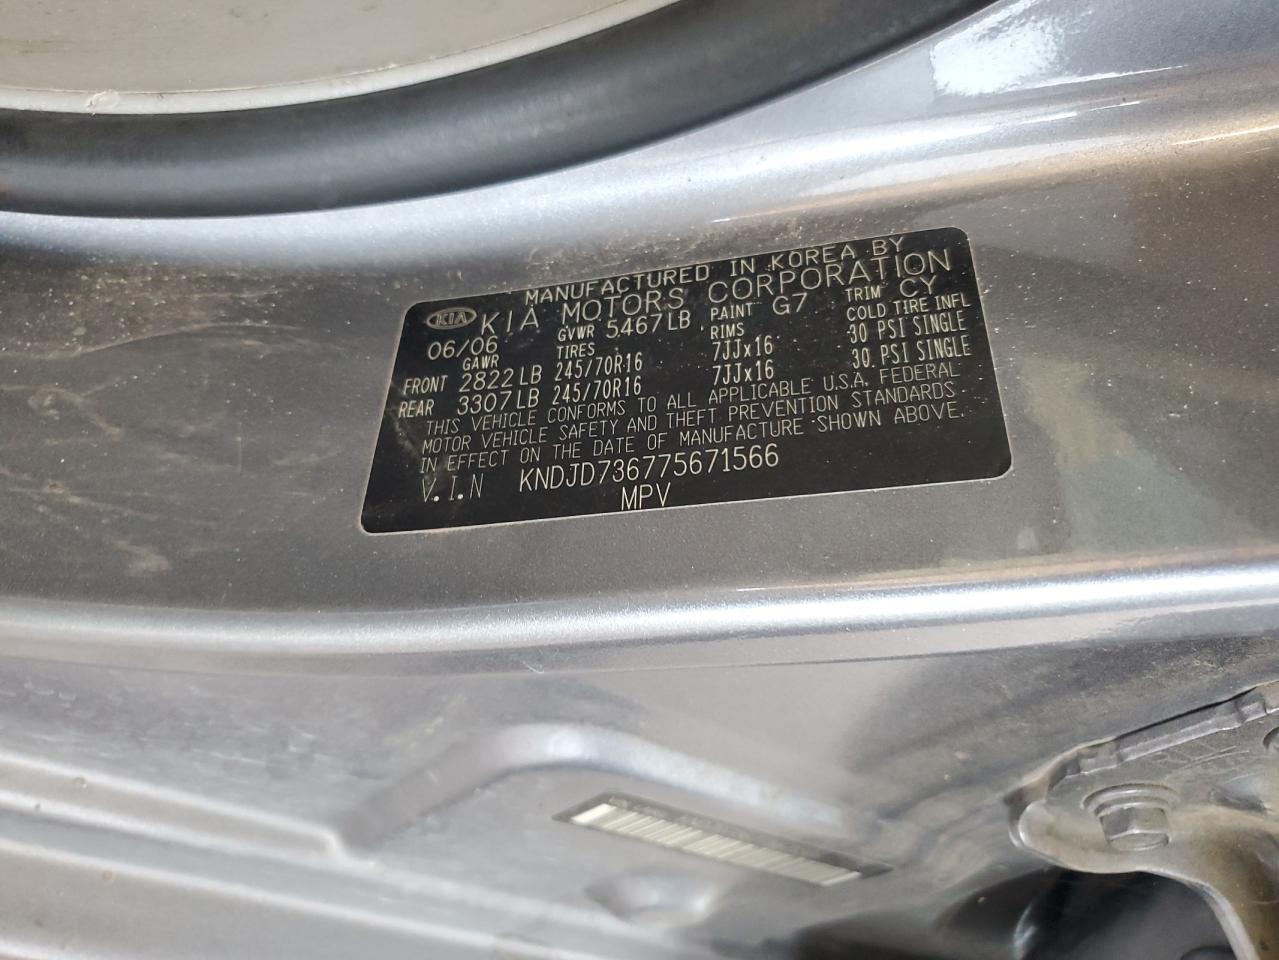 MANUFACTURED IN KOREA BY
KIA KIA MOTORS CORPORATION
06/06 GVWR 5467LB PAINT G7 TRIM CY
GAWR TIRES RIMS COLD TIRE INFL
FRONT 2822LB 245/70R16 7JJx16 30 PSI SINGLE
REAR 3307LB 245/70R16 7JJx16 30 PSI SINGLE
THIS VEHICLE CONFORMS TO ALL APPLICABLE U.S.A. FEDERAL
MOTOR VEHICLE SAFETY AND THEFT PREVENTION STANDARDS
IN EFFECT ON THE DATE OF MANUFACTURE SHOWN ABOVE.
V.I.N KNDJD736775671566
MPV